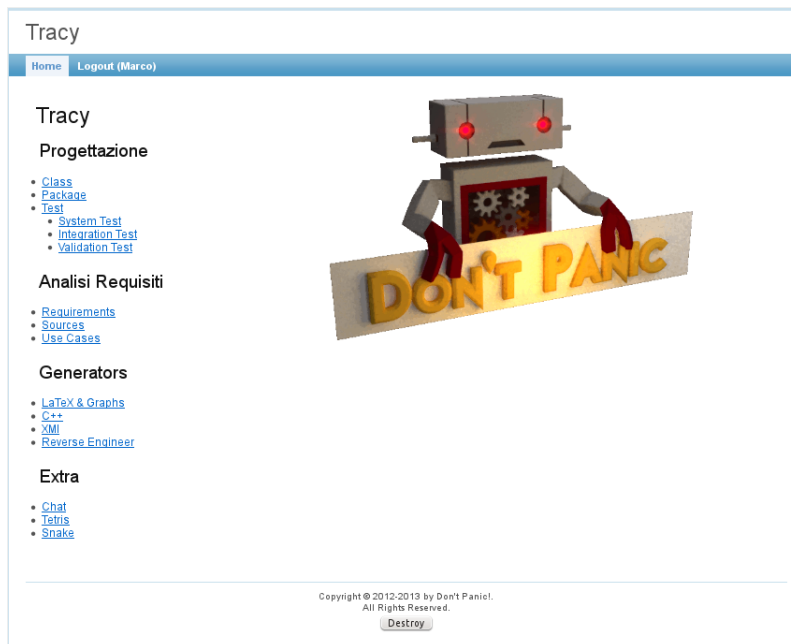 Tracy
Home Logout (Marco)
Tracy
Progettazione
Class
Package
Test
System Test
Integration Test
Validation Test
Analisi Requisiti
Requirements
Sources
Use Cases
Generators
LaTeX & Graphs
C++
XMI
Reverse Engineer
Extra
Chat
Tetris
Snake
DON'T PANIC
Copyright © 2012-2013 by Don't Panic!.
All Rights Reserved.
Destroy